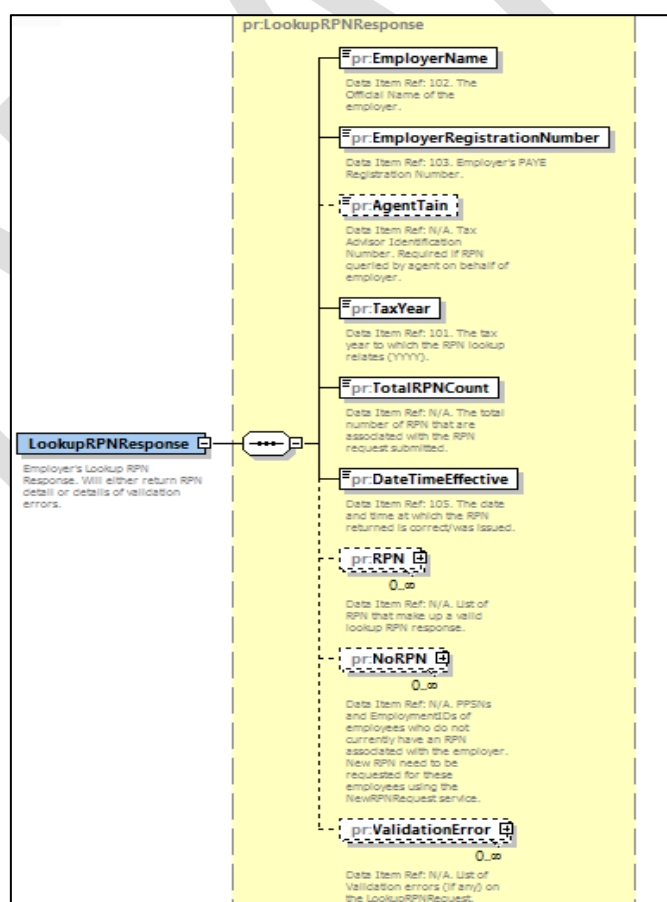 pr:LookupRPNResponse
pr:EmployerName
Data Item Ref: 102. The
Official Name of the
employer.
pr:EmployerRegistrationNumber
Data Item Ref: 103. Employer's PAYE
Registration Number.
pr:AgentTain
Data Item Ref: N/A. Tax
Advisor Identification
Number. Required if RPN
queried by agent on behalf of
employer.
pr:TaxYear
Data Item Ref: 101. The tax
year to which the RPN lookup
relates (YYYY).
pr:TotalRPNCount
Data Item Ref: N/A. The total
number of RPN that are
associated with the RPN
request submitted.
LookupRPNResponse
Employer's Lookup RPN
Response. Will either return RPN
detail or details of validation
errors.
pr:DateTimeEffective
Data Item Ref: 105. The date
and time at which the RPN
returned is correct/was issued.
pr:RPN
0..∞
Data Item Ref: N/A. List of
RPN that make up a valid
lookup RPN response.
pr:NoRPN
0..∞
Data Item Ref: N/A. PPSNs
and EmploymentIDs of
employees who do not
currently have an RPN
associated with the employer.
New RPN need to be
requested for these
employees using the
NewRPNRequest service.
pr:ValidationError
0..∞
Data Item Ref: N/A. List of
Validation errors (if any) on
the LookupRPNRequest.